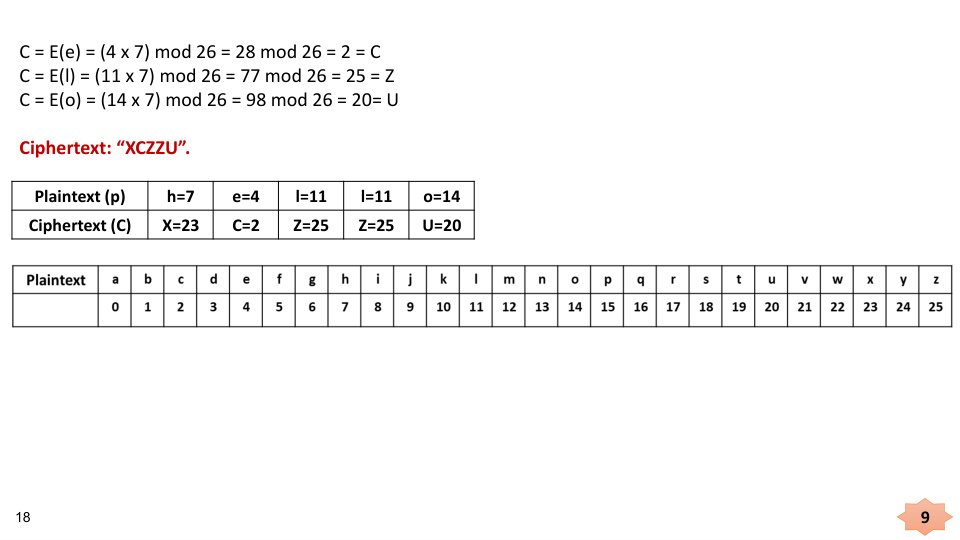 C = E(e) = (4 x 7) mod 26 = 28 mod 26 = 2 = C
C = E(l) = (11 x 7) mod 26 = 77 mod 26 = 25 = Z
C = E(o) = (14 x 7) mod 26 = 98 mod 26 = 20= U
Ciphertext: “XCZZU”.
Plaintext (p) h=7 e=4 l=11 l=11 o=14
Ciphertext (C) X=23 C=2 Z=25 Z=25 U=20
Plaintext a b c d e f g h i j k l m n o p q r s t u v w x y z
0 1 2 3 4 5 6 7 8 9 10 11 12 13 14 15 16 17 18 19 20 21 22 23 24 25
18
9